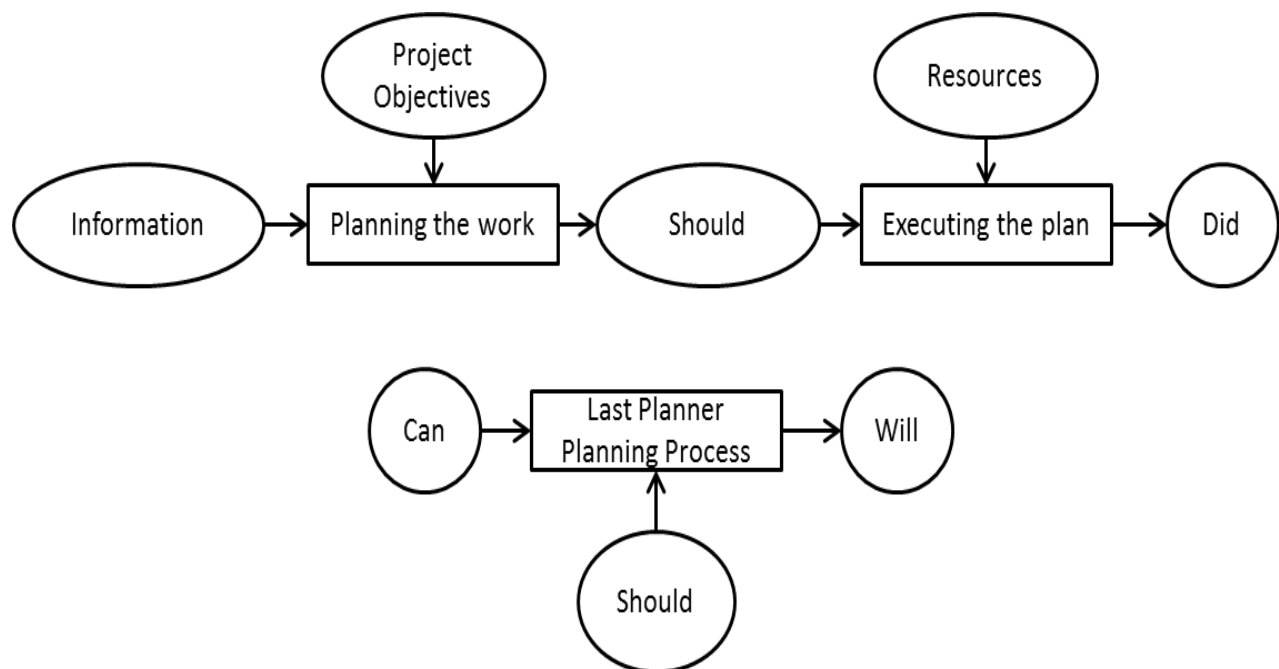 Project
Objectives
Resources
Information
Planning the work
Should
Executing the plan
Did
Can
Last Planner
Planning Process
Will
Should